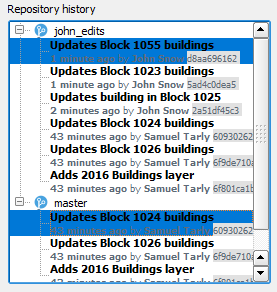 Repository history
john_edits
Updates Block 1055 buildings
1 minute ago by John Snow d8aa696162
Updates Block 1023 buildings
1 minute ago by John Snow 5ad4c0dea5
Updates building in Block 1025
2 minutes ago by John Snow 2a51df45c3
Updates Block 1024 buildings
43 minutes ago by Samuel Tarly 60930262
Updates Block 1026 buildings
43 minutes ago by Samuel Tarly 6f9de710a
Adds 2016 Buildings layer
43 minutes ago by Samuel Tarly 6f801ca1b
master
Updates Block 1024 buildings
43 minutes ago by Samuel Tarly 60930262
Updates Block 1026 buildings
43 minutes ago by Samuel Tarly 6f9de710
Adds 2016 Buildings layer
43 minutes ago by Samuel Tarly 6f801ca1b